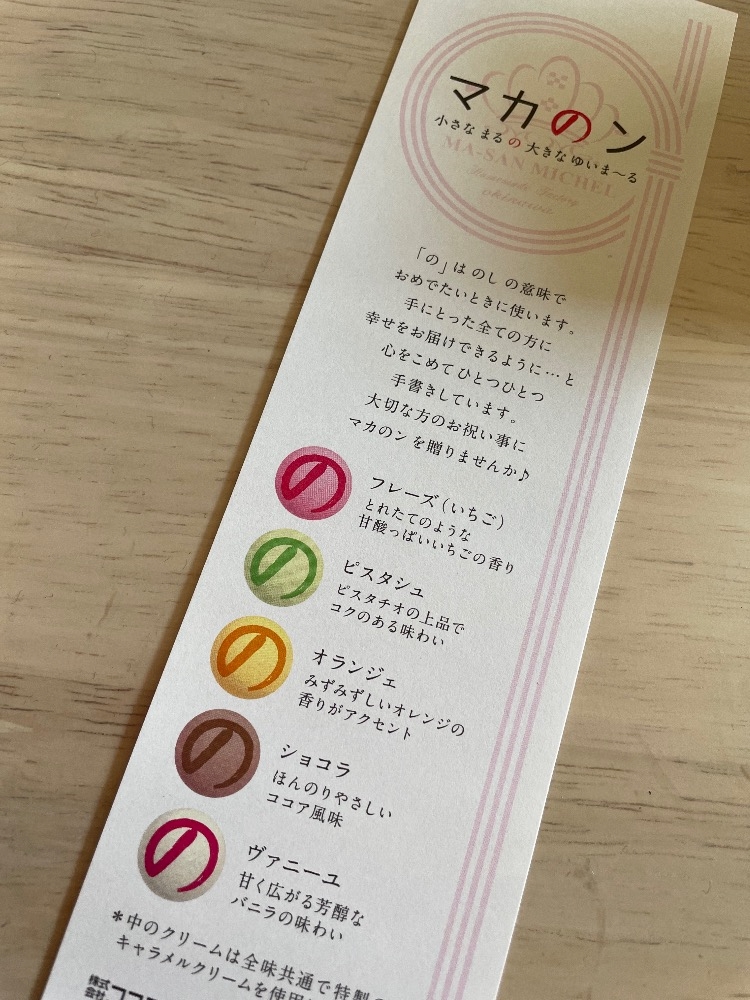 マカのン
小さな まるの 大きな ゆいま〜る
MA-SAN MICHEL
okinawa
「の」は のし の意味で
おめでたいときに使います。
手にとった全ての方に
幸せをお届けできるように…と
心をこめて ひとつひとつ
手書きしています。
大切な方のお祝い事に
マカのン を贈りませんか♪
の
フレーズ(いちご)
とれたてのような
甘酸っぱいいちごの香り
の
ピスタシュ
ピスタチオの上品で
コクのある味わい
の
オランジェ
みずみずしいオレンジの
香りがアクセント
の
ショコラ
ほんのりやさしい
ココア風味
の
ヴァニーユ
甘く広がる芳醇な
バニラの味わい
*中のクリームは全味共通で特製の
キャラメルクリームを使用
株式会社ココ